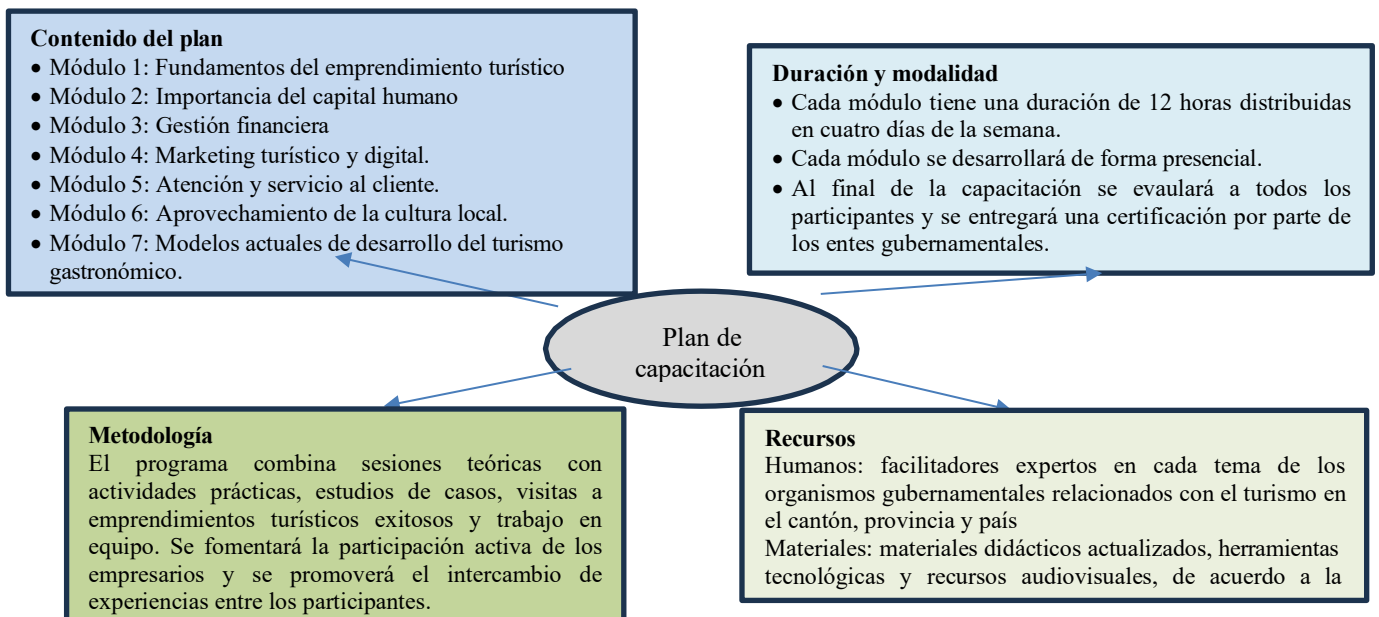 Contenido del plan
• Módulo 1: Fundamentos del emprendimiento turístico
• Módulo 2: Importancia del capital humano
• Módulo 3: Gestión financiera
• Módulo 4: Marketing turístico y digital.
• Módulo 5: Atención y servicio al cliente.
• Módulo 6: Aprovechamiento de la cultura local.
• Módulo 7: Modelos actuales de desarrollo del turismo
gastronómico.
Duración y modalidad
• Cada módulo tiene una duración de 12 horas distribuidas
en cuatro días de la semana.
• Cada módulo se desarrollará de forma presencial.
• Al final de la capacitación se evaulará a todos los
participantes y se entregará una certificación por parte de
los entes gubernamentales.
Plan de
capacitación
Metodología
El programa combina sesiones teóricas con
actividades prácticas, estudios de casos, visitas a
emprendimientos turísticos exitosos y trabajo en
equipo. Se fomentará la participación activa de los
empresarios y se promoverá el intercambio de
experiencias entre los participantes.
Recursos
Humanos: facilitadores expertos en cada tema de los
organismos gubernamentales relacionados con el turismo en
el cantón, provincia y país
Materiales: materiales didácticos actualizados, herramientas
tecnológicas y recursos audiovisuales, de acuerdo a la